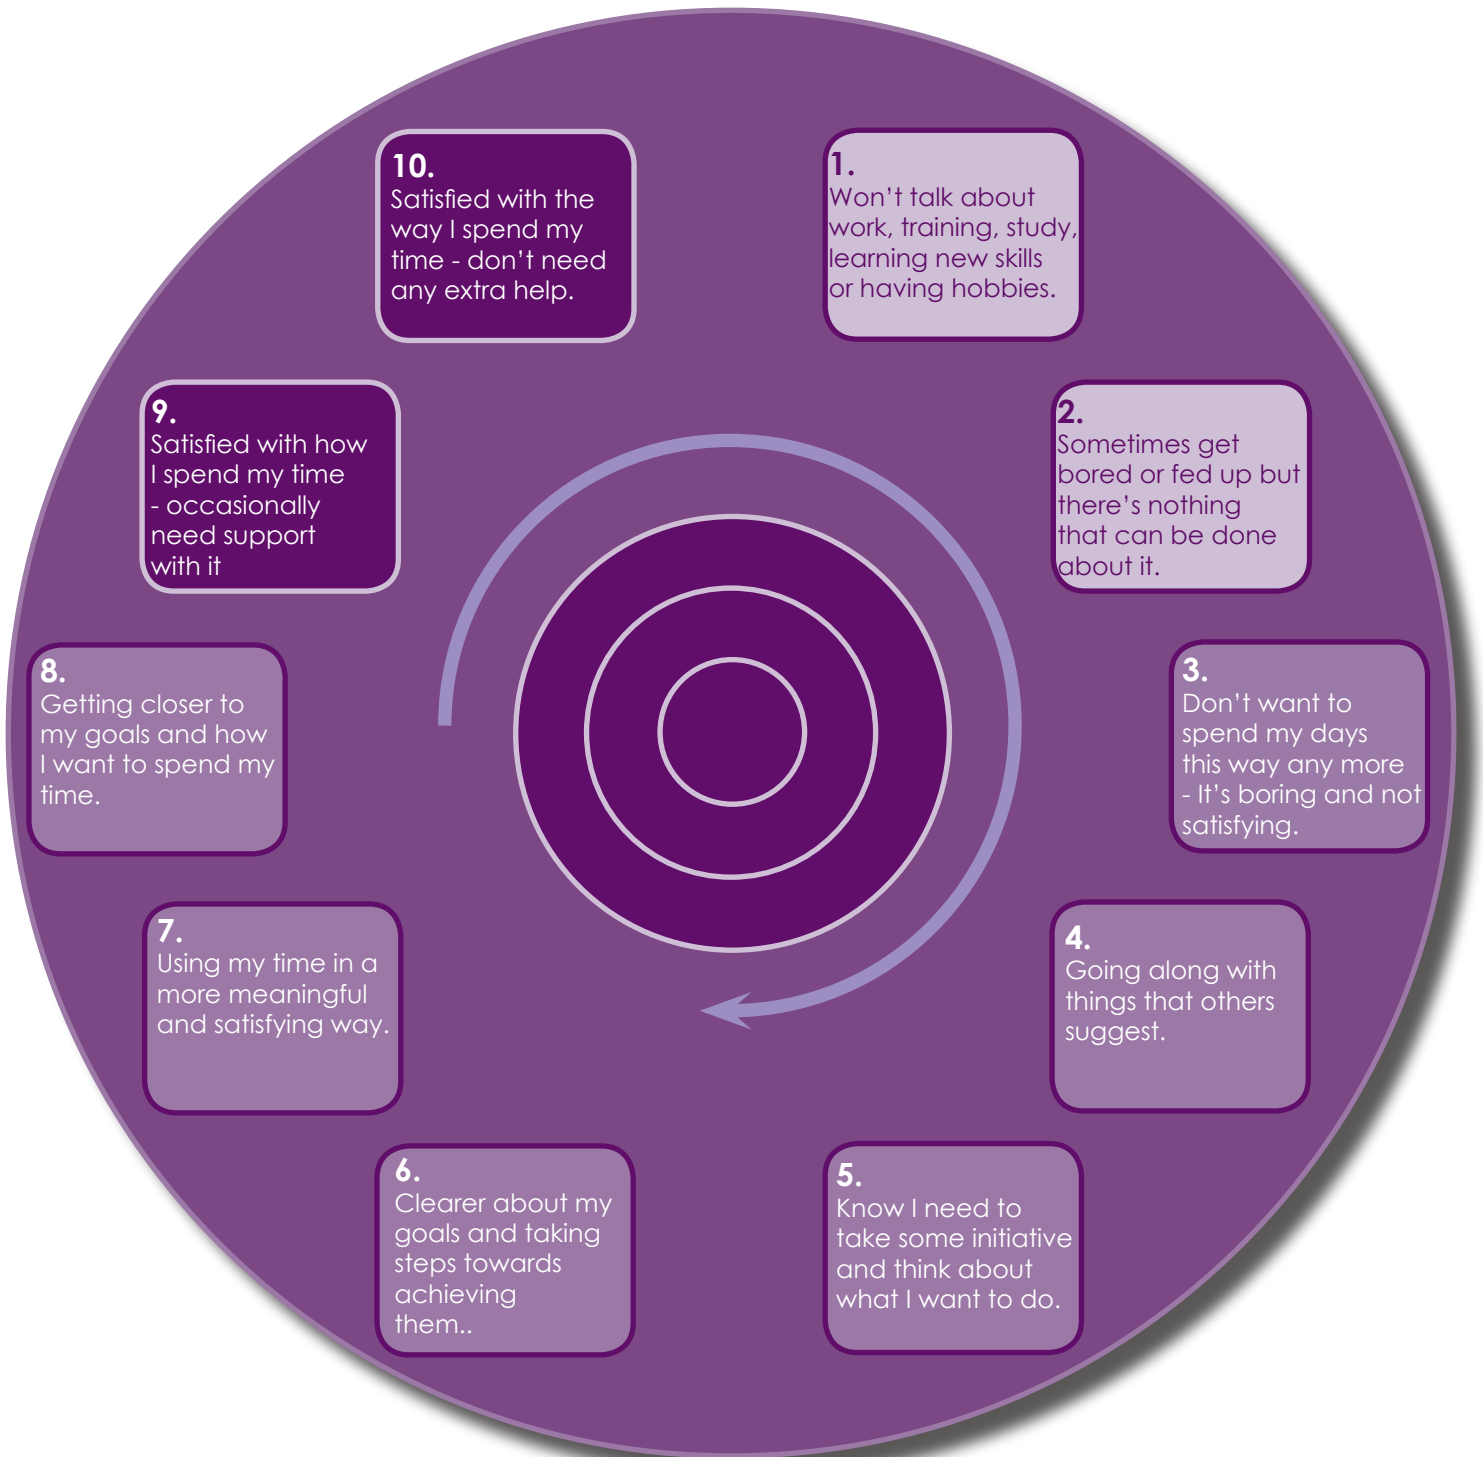 1.
Won't talk about
work, training, study,
learning new skills
or having hobbies.
2.
Sometimes get
bored or fed up but
there's nothing
that can be done
about it.
3.
Don't want to
spend my days
this way any more
- It's boring and not
satisfying.
4.
Going along with
things that others
suggest.
5.
Know I need to
take some initiative
and think about
what I want to do.
6.
Clearer about my
goals and taking
steps towards
achieving
them..
7.
Using my time in a
more meaningful
and satisfying way.
8.
Getting closer to
my goals and how
I want to spend my
time.
9.
Satisfied with how
I spend my time
- occasionally
need support
with it
10.
Satisfied with the
way I spend my
time - don't need
any extra help.